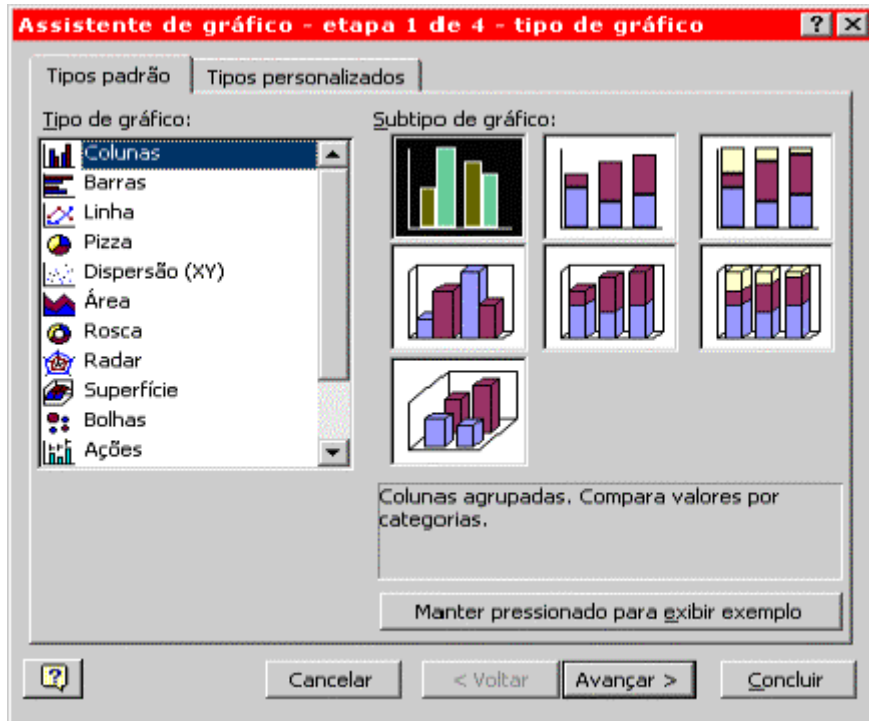 Assistente de gráfico - etapa 1 de 4 - tipo de gráfico
Tipos padrão
Tipos personalizados
Tipo de gráfico:
Colunas
Barras
Linha
Pizza
Dispersão (XY)
Área
Rosca
Radar
Superfície
Bolhas
Ações
Subtipo de gráfico:
Colunas agrupadas. Compara valores por
categorias.
Manter pressionado para exibir exemplo
Cancelar
< Voltar
Avançar >
Concluir